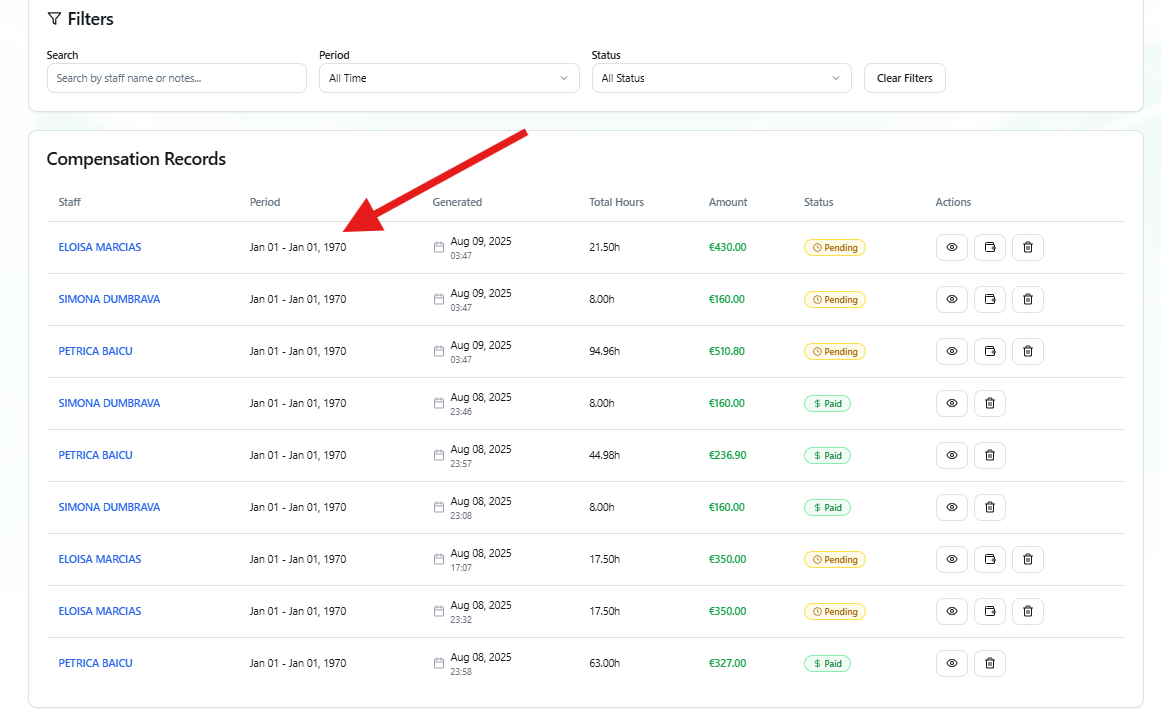 Filters
Search Period Status
Search by staff name or notes... All Time All Status Clear Filters
Compensation Records
Staff Period Generated Total Hours Amount Status Actions
ELOISA MARCIAS Jan 01 - Jan 01, 1970 Aug 09, 2025 21.50h €430.00 Pending
03:47
SIMONA DUMBRAVA Jan 01 - Jan 01, 1970 Aug 09, 2025 8.00h €160.00 Pending
03:47
PETRICA BAICU Jan 01 - Jan 01, 1970 Aug 09, 2025 94.96h €510.80 Pending
03:47
SIMONA DUMBRAVA Jan 01 - Jan 01, 1970 Aug 08, 2025 8.00h €160.00 $ Paid
23:46
PETRICA BAICU Jan 01 - Jan 01, 1970 Aug 08, 2025 44.98h €236.90 $ Paid
23:57
SIMONA DUMBRAVA Jan 01 - Jan 01, 1970 Aug 08, 2025 8.00h €160.00 $ Paid
23:08
ELOISA MARCIAS Jan 01 - Jan 01, 1970 Aug 08, 2025 17.50h €350.00 Pending
17:07
ELOISA MARCIAS Jan 01 - Jan 01, 1970 Aug 08, 2025 17.50h €350.00 Pending
23:32
PETRICA BAICU Jan 01 - Jan 01, 1970 Aug 08, 2025 63.00h €327.00 $ Paid
23:58